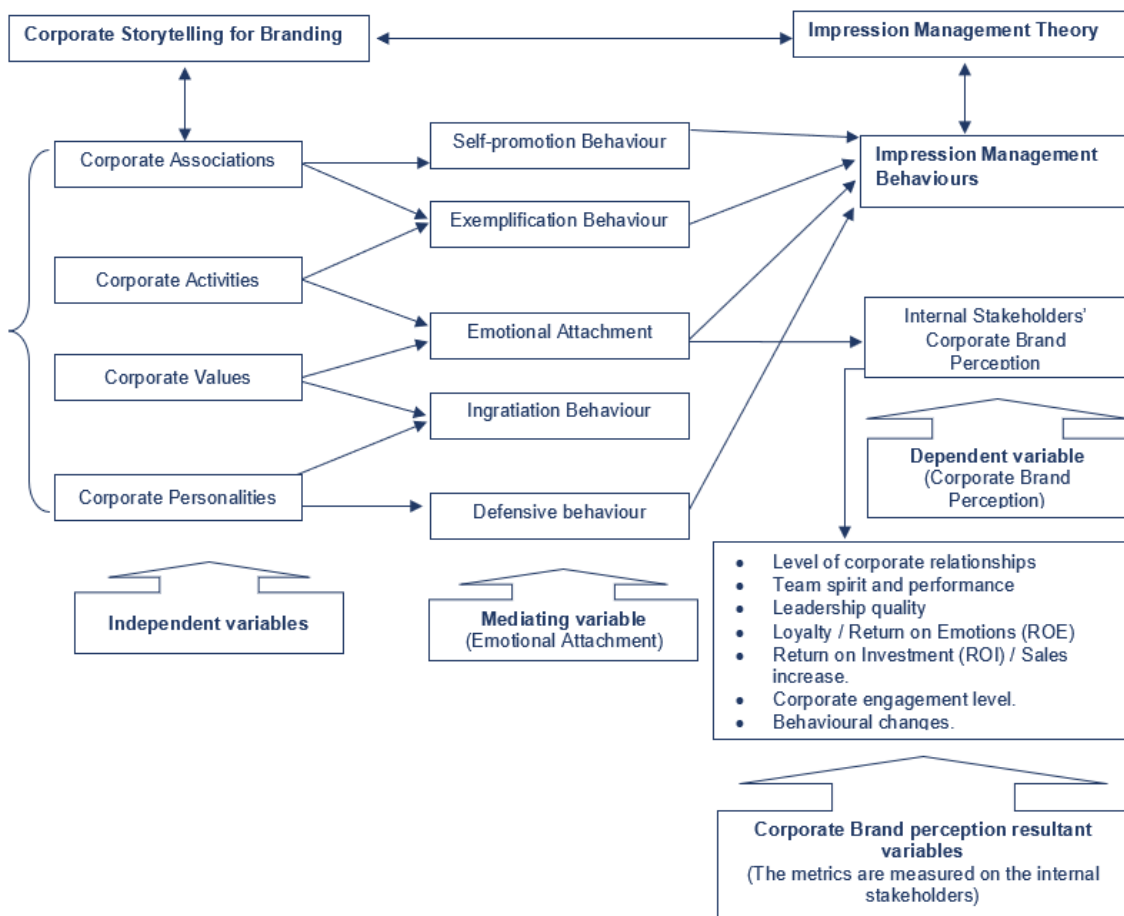 Corporate Storytelling for Branding
Impression Management Theory
Corporate Associations
Self-promotion Behaviour
Impression Management
Behaviours
Exemplification Behaviour
Corporate Activities
Emotional Attachment
Internal Stakeholders'
Corporate Brand
Perception
Corporate Values
Ingratiation Behaviour
Corporate Personalities
Defensive behaviour
Dependent variable
(Corporate Brand
Perception)
Independent variables
Mediating variable
(Emotional Attachment)
• Level of corporate relationships
• Team spirit and performance
• Leadership quality
• Loyalty / Return on Emotions (ROE)
• Return on Investment (ROI) / Sales
increase.
• Corporate engagement level.
• Behavioural changes.
Corporate Brand perception resultant
variables
(The metrics are measured on the internal
stakeholders)